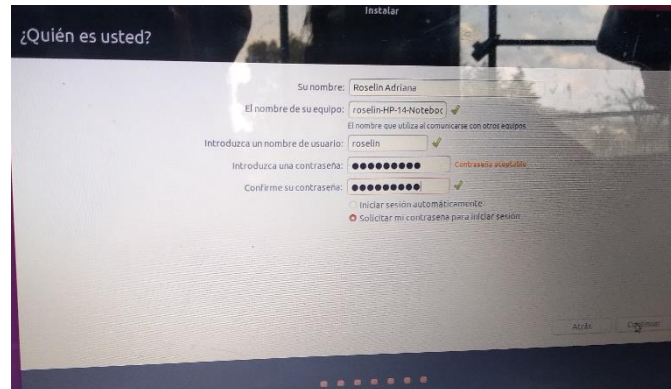 Instalar
¿Quién es usted?
Su nombre: Roselin Adriana
El nombre de su equipo: roselin-HP-14-Noteboc
El nombre que utiliza al comunicarse con otros equipos
Introduzca un nombre de usuario: roselin
Introduzca una contraseña: ●●●●●●●●● Contraseña aceptable
Confirme su contraseña: ●●●●●●●●●
Iniciar sesión automáticamente
Solicitar mi contraseña para iniciar sesión
Atrás Continuar